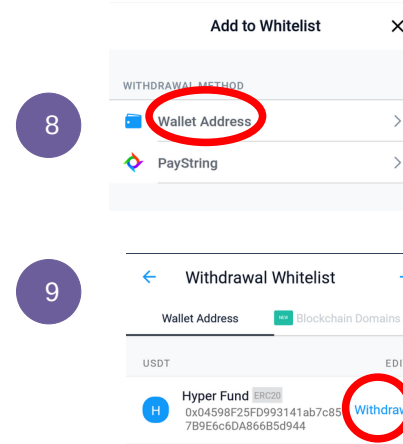 Add to Whitelist
WITHDRAWAL METHOD
8
Wallet Address
PayString
9
Withdrawal Whitelist
Wallet Address NEW Blockchain Domains
USDT EDI
Hyper Fund ERC20
0x04598F25FD993141ab7c85
7B9E6c6DA866B5d944
H
Withdraw